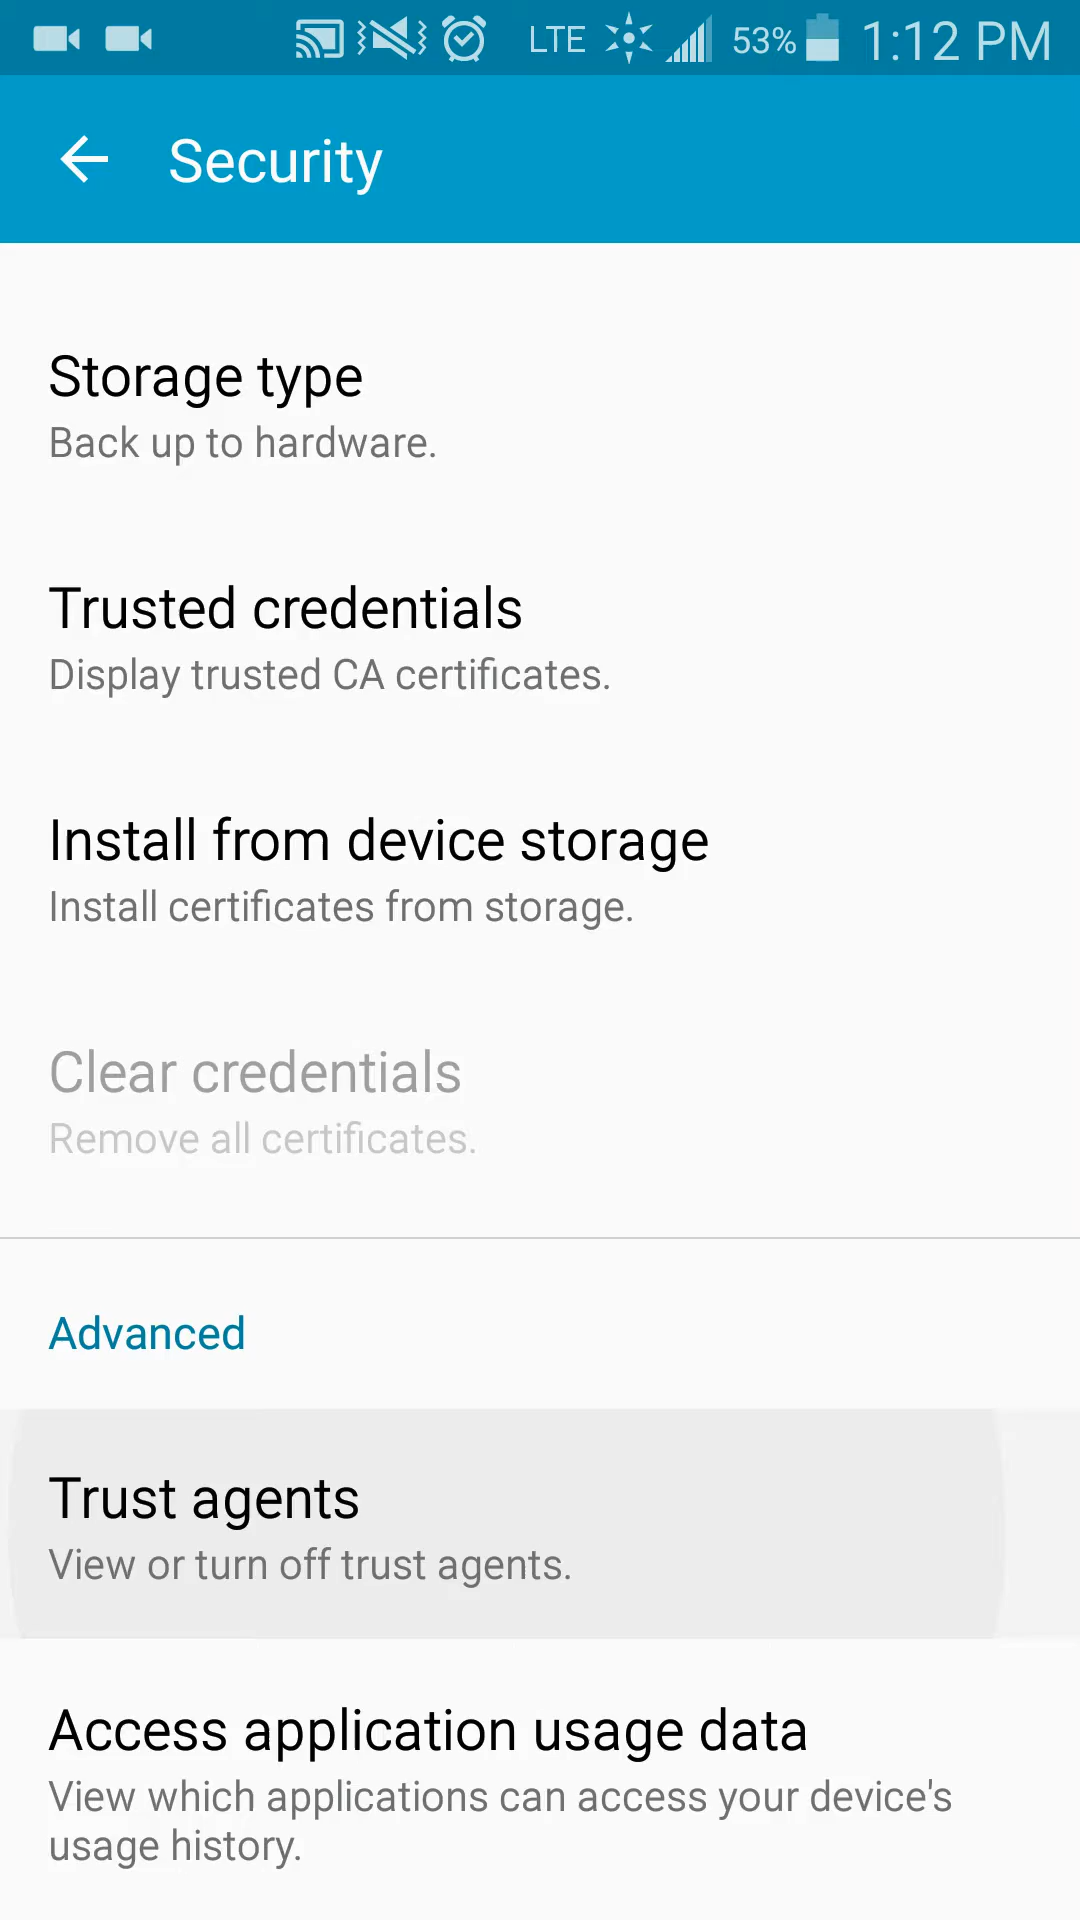 LTE 53% 1:12 PM
Security
Storage type
Back up to hardware.
Trusted credentials
Display trusted CA certificates.
Install from device storage
Install certificates from storage.
Clear credentials
Remove all certificates.
Advanced
Trust agents
View or turn off trust agents.
Access application usage data
View which applications can access your device's
usage history.